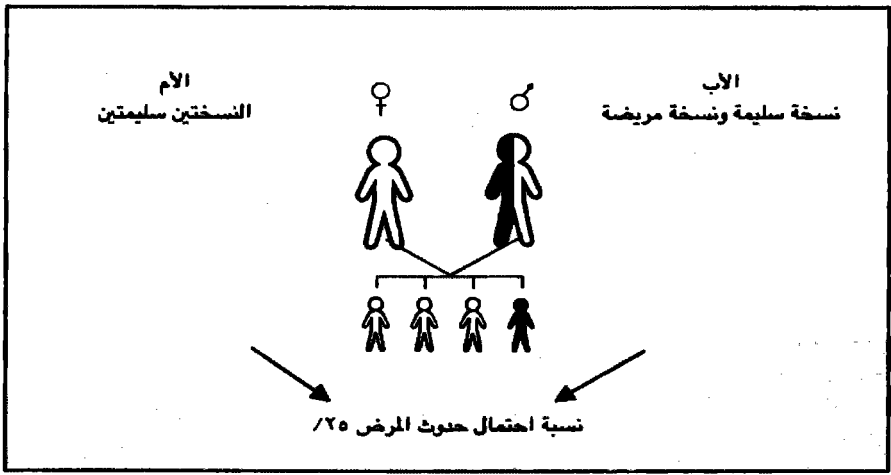 الأب
نسخة سليمة ونسخة مريضة
الأم
النسختين سليمتين
نسبة احتمال حدوث المرض ٢٥٪